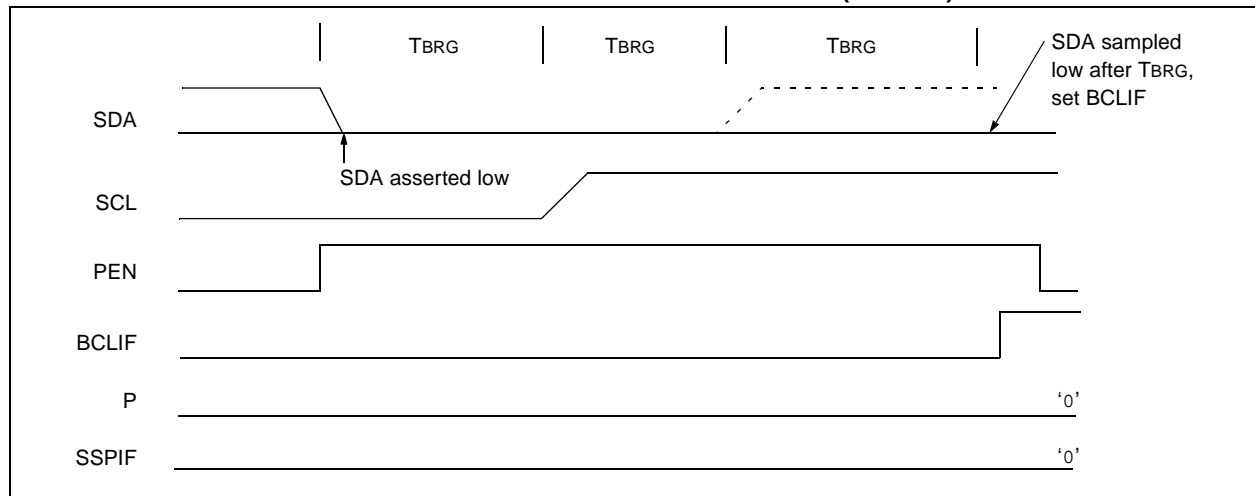 TBRG TBRG TBRG
SDA sampled
low after TBRG,
set BCLIF
SDA
SDA asserted low
SCL
PEN
BCLIF
P
‘0’
SSPIF
‘0’